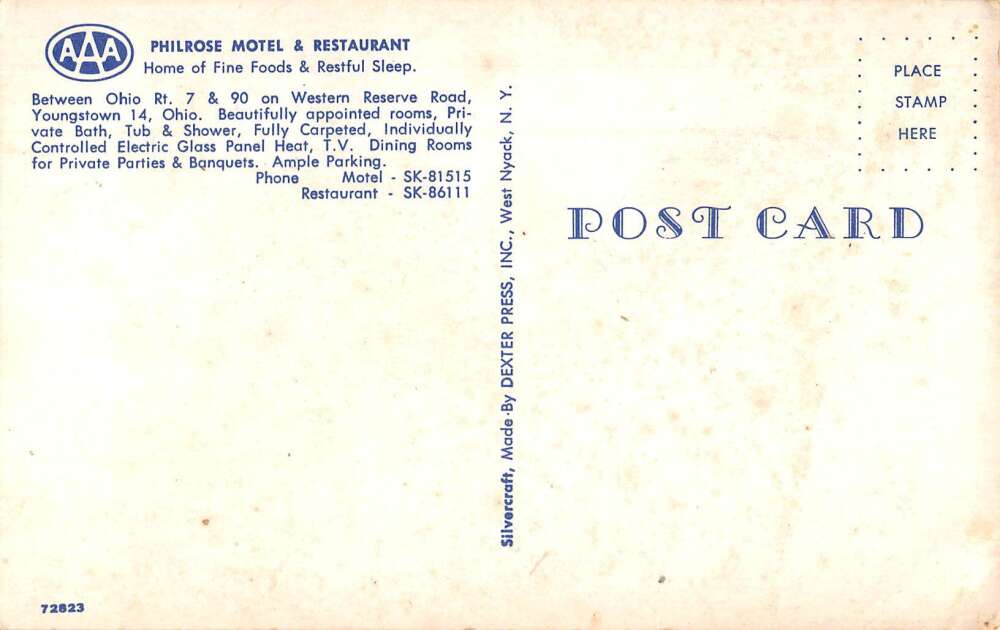 AAA
PHILROSE MOTEL & RESTAURANT
Home of Fine Foods & Restful Sleep.
Between Ohio Rt. 7 & 90 on Western Reserve Road,
Youngstown 14, Ohio. Beautifully appointed rooms, Pri-
vate Bath, Tub & Shower, Fully Carpeted, Individually
Controlled Electric Glass Panel Heat, T.V. Dining Rooms
for Private Parties & Banquets. Ample Parking.
Phone Motel - SK-81515
Restaurant - SK-86111
72823
Silvercraft, Made By DEXTER PRESS, INC., West Nyack, N. Y.
PLACE
STAMP
HERE
POST CARD